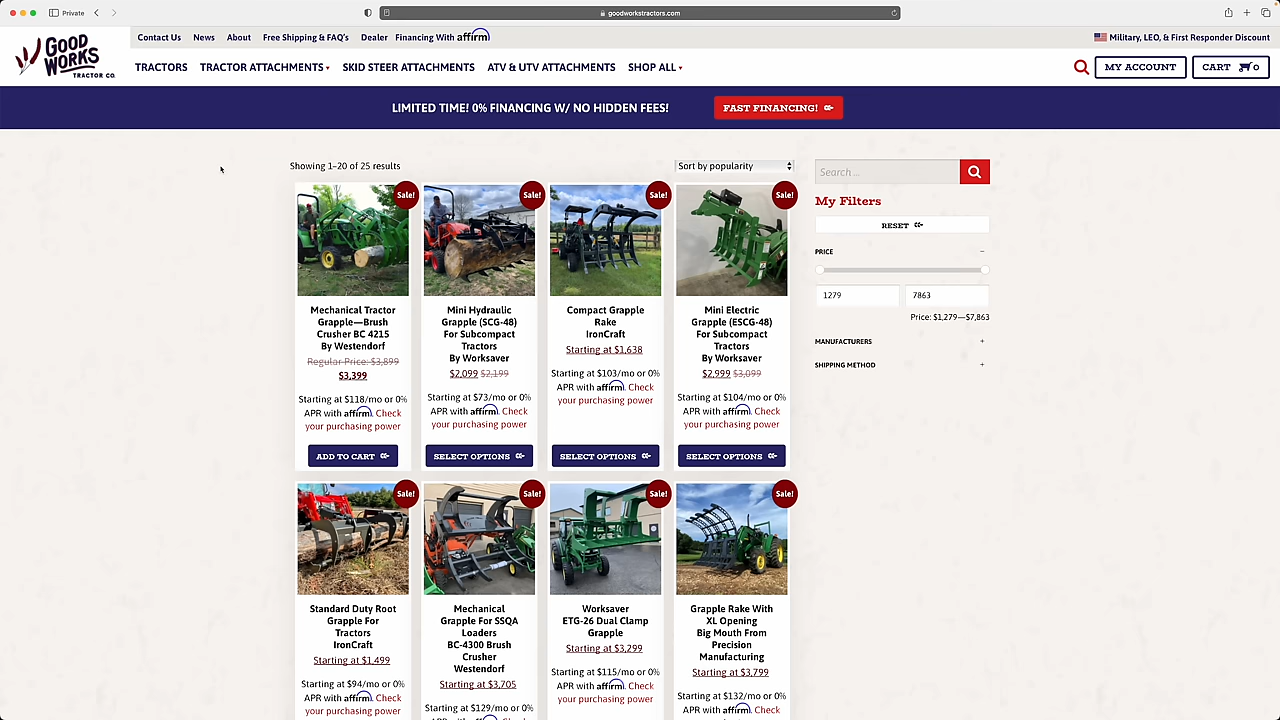 Private
goodworkstractors.com
GOOD
WORKS
TRACTOR CO.
Contact Us News About Free Shipping & FAQ's Dealer Financing With affirm
Military, LEO, & First Responder Discount
TRACTORS TRACTOR ATTACHMENTS SKID STEER ATTACHMENTS ATV & UTV ATTACHMENTS SHOP ALL
MY ACCOUNT CART 0
LIMITED TIME! 0% FINANCING W/ NO HIDDEN FEES! FAST FINANCING!
Showing 1–20 of 25 results Sort by popularity
Sale!
Mechanical Tractor
Grapple—Brush
Crusher BC 4215
By Westendorf
Regular Price: $3,899
$3,399
Starting at $118/mo or 0%
APR with affirm. Check
your purchasing power
ADD TO CART
Sale!
Mini Hydraulic
Grapple (SCG-48)
For Subcompact
Tractors
By Worksaver
$2,099 $2,199
Starting at $73/mo or 0%
APR with affirm. Check
your purchasing power
SELECT OPTIONS
Sale!
Compact Grapple
Rake
IronCraft
Starting at $1,638
Starting at $103/mo or 0%
APR with affirm. Check
your purchasing power
SELECT OPTIONS
Sale!
Mini Electric
Grapple (ESCG-48)
For Subcompact
Tractors
By Worksaver
$2,999 $3,099
Starting at $104/mo or 0%
APR with affirm. Check
your purchasing power
SELECT OPTIONS
Sale!
Standard Duty Root
Grapple For
Tractors
IronCraft
Starting at $1,499
Starting at $94/mo or 0%
APR with affirm. Check
your purchasing power
Sale!
Mechanical
Grapple For SSQA
Loaders
BC-4300 Brush
Crusher
Westendorf
Starting at $3,705
Starting at $129/mo or 0%
Sale!
Worksaver
ETG-26 Dual Clamp
Grapple
Starting at $3,299
Starting at $115/mo or 0%
APR with affirm. Check
your purchasing power
Sale!
Grapple Rake With
XL Opening
Big Mouth From
Precision
Manufacturing
Starting at $3,799
Starting at $132/mo or 0%
APR with affirm. Check
Search ...
My Filters
RESET
PRICE –
1279 7863
Price: $1,279—$7,863
MANUFACTURERS +
SHIPPING METHOD +